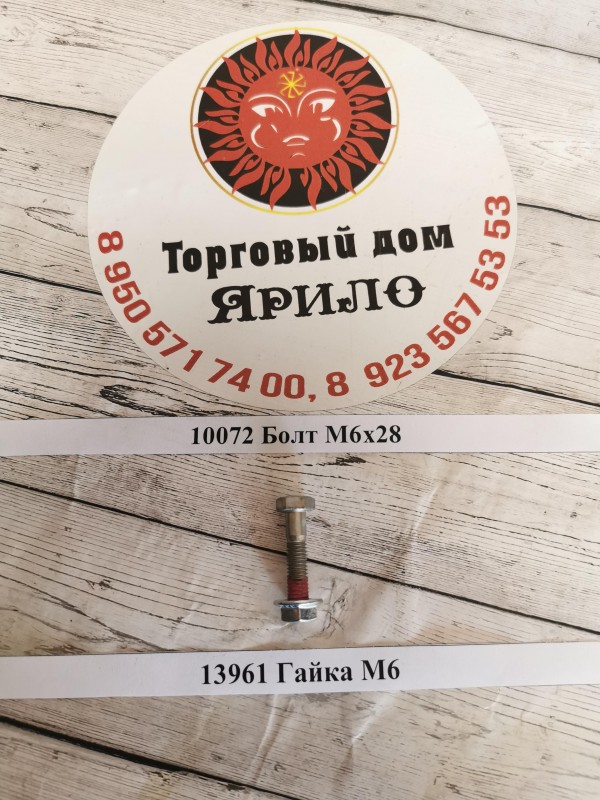 Торговый дом
ЯРИЛО
8 950 571 74 00, 8 923 567 53 53
10072 Болт М6х28
13961 Гайка М6